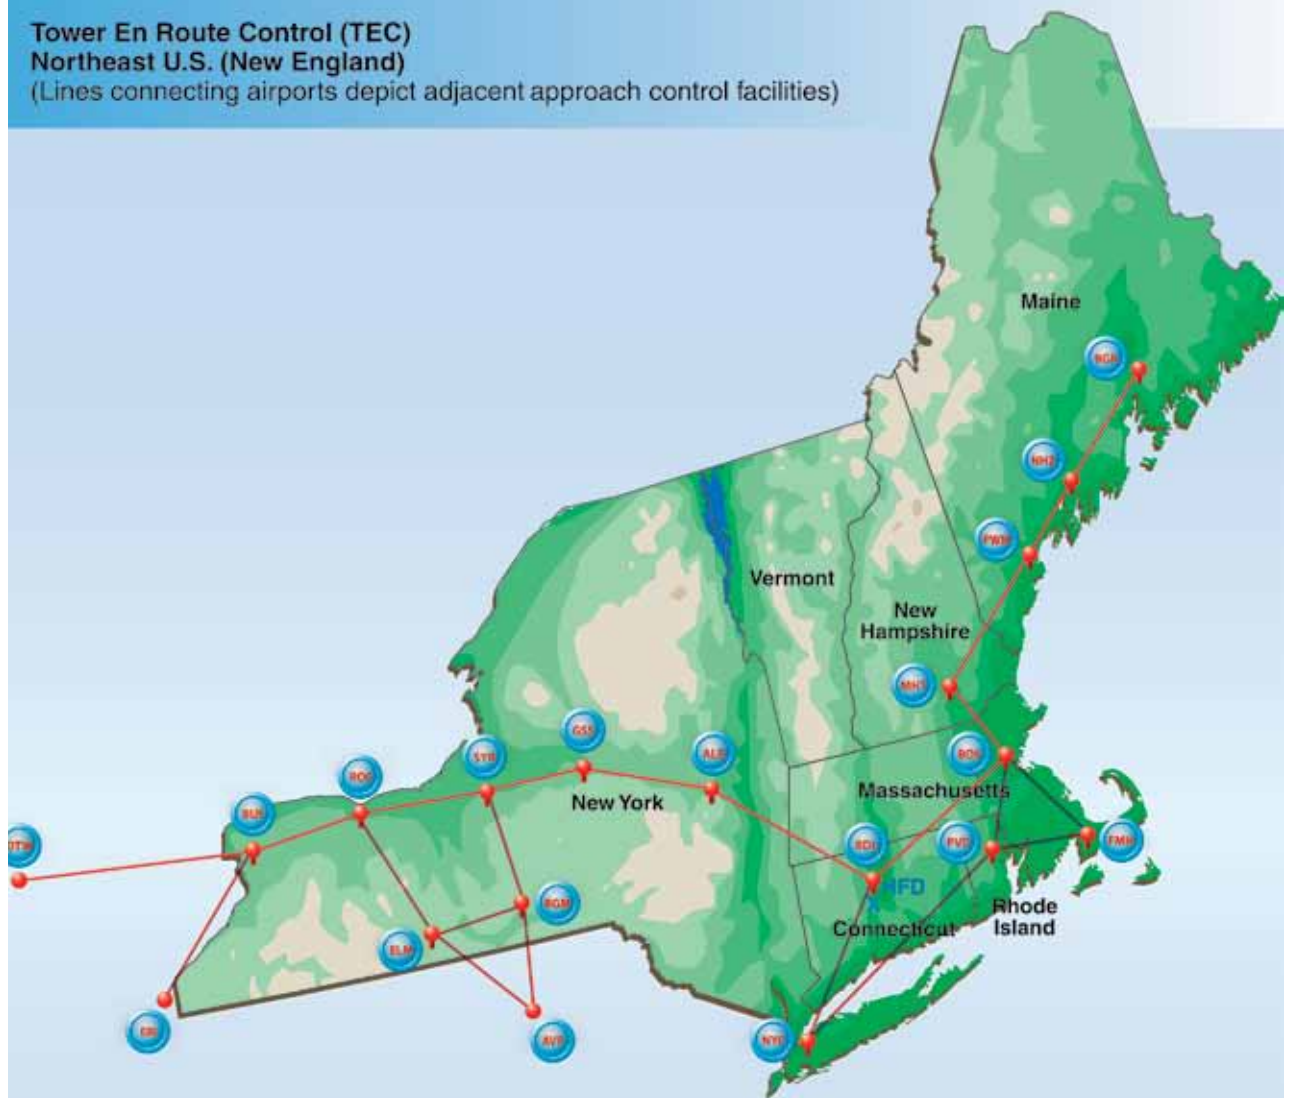 Tower En Route Control (TEC)
Northeast U.S. (New England)
(Lines connecting airports depict adjacent approach control facilities)
Maine
BGR
NHZ
PWM
Vermont
New
Hampshire
MHT
GSS
SYR
ALB
BOS
ROC
Massachusetts
New York
BUF
DTW
BDL
PVD
FMH
HFD
BGM
Rhode
Island
Connecticut
ELM
ERI
AVP
NYC